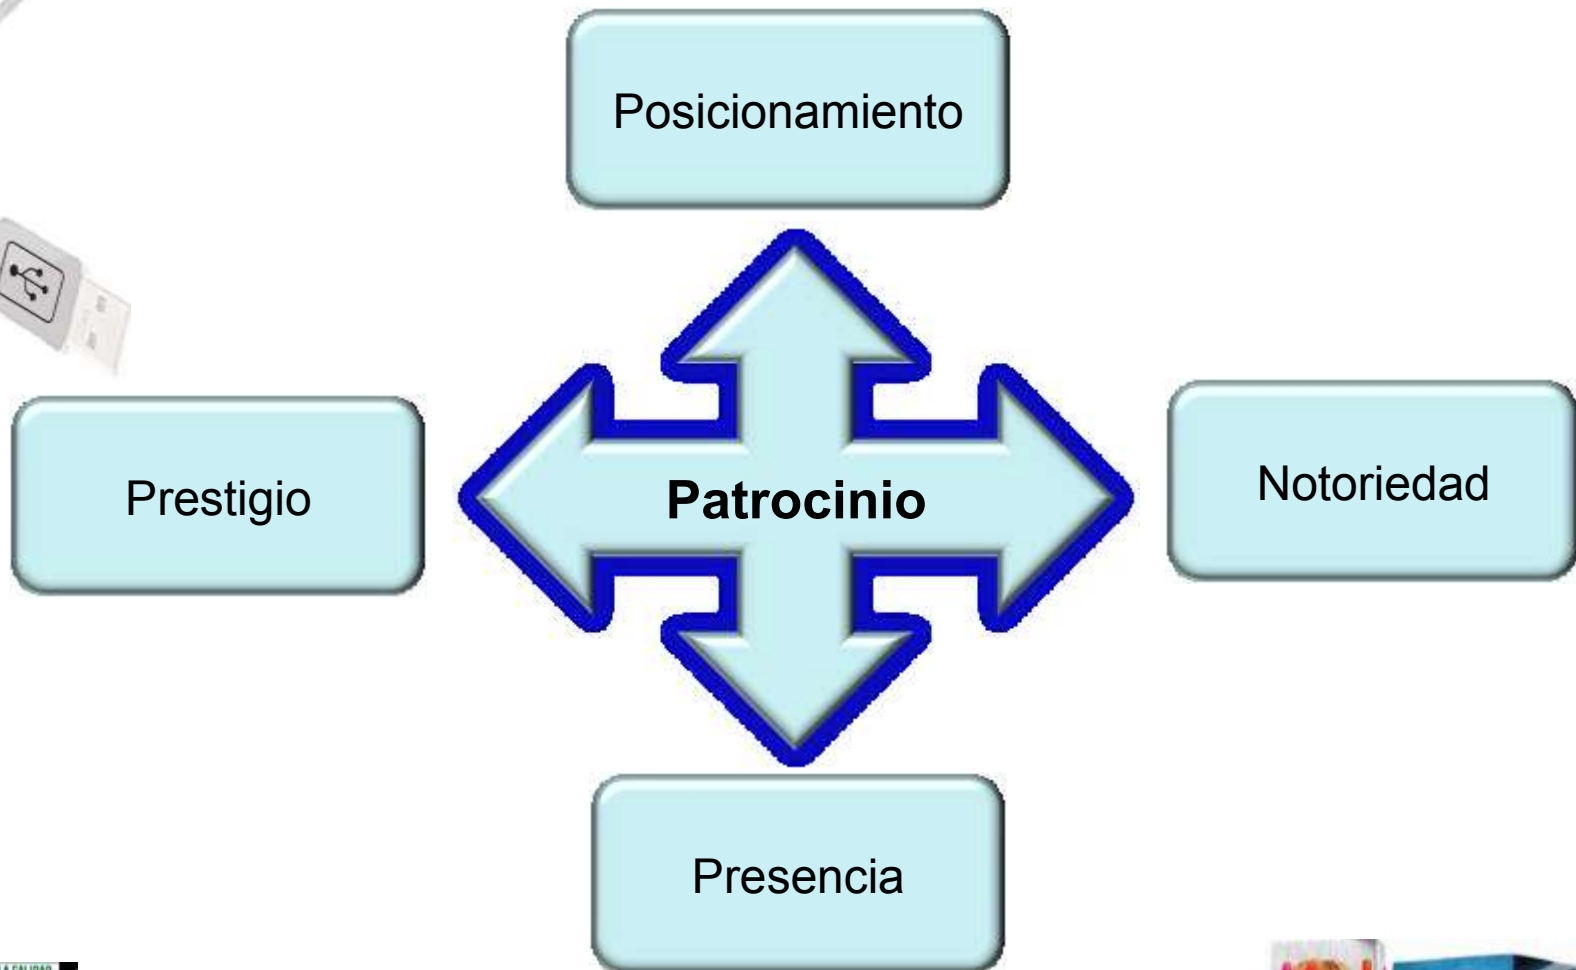 Posicionamiento
Prestigio
Patrocinio
Notoriedad
Presencia